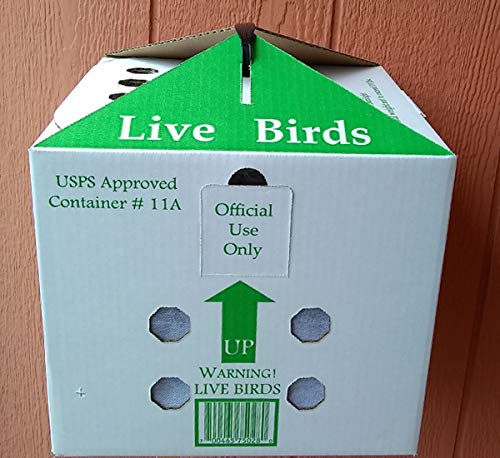 Live Birds
USPS Approved
Container # 11A
Official
Use
Only
UP
WARNING!
LIVE BIRDS